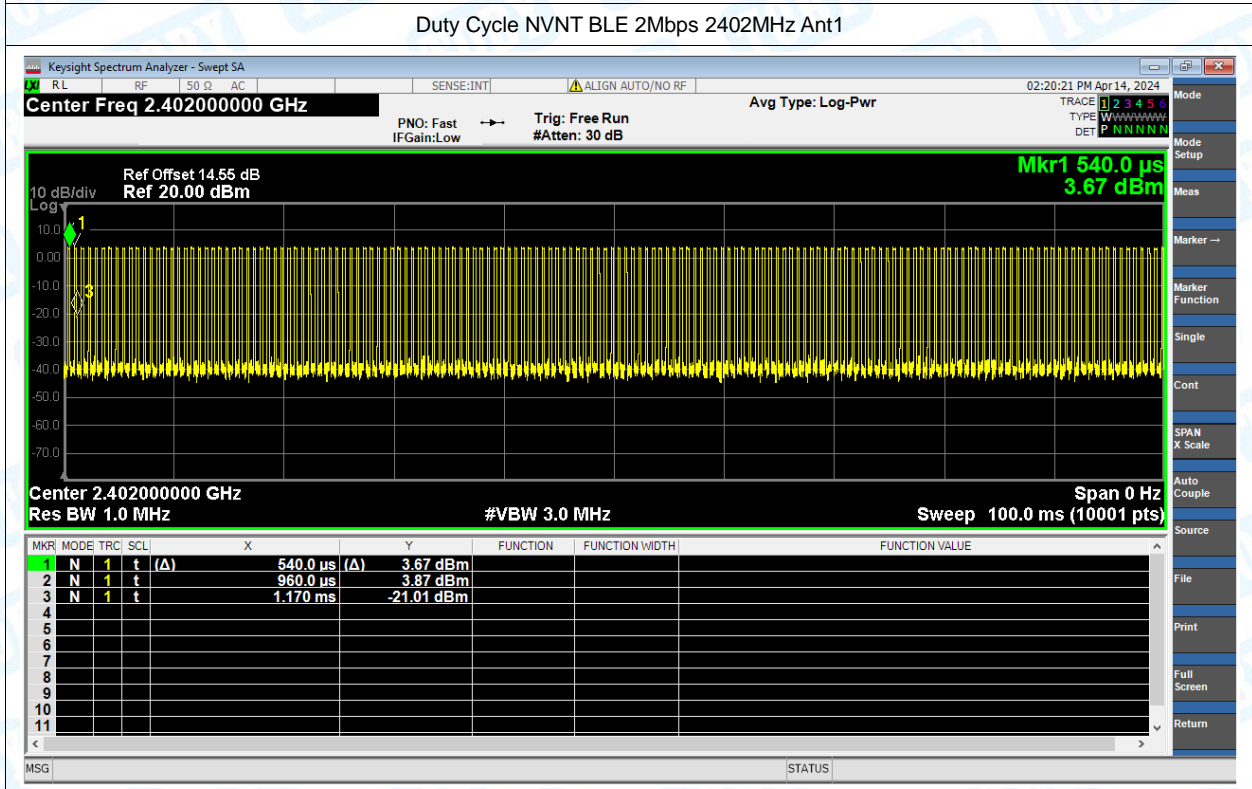 Duty Cycle NVNT BLE 2Mbps 2402MHz Ant1
Keysight Spectrum Analyzer - Swept SA
LXI RL RF 50 Ω AC SENSE:INT ALIGN AUTO/NO RF 02:20:21 PM Apr 14, 2024
Center Freq 2.402000000 GHz
PNO: Fast
IFGain:Low
Trig: Free Run
#Atten: 30 dB
Avg Type: Log-Pwr
TRACE 1 2 3 4 5 6
TYPE WWWWWW
DET P N N N N N
Ref Offset 14.55 dB
Ref 20.00 dBm
10 dB/div
Log
Mkr1 540.0 µs
3.67 dBm
1
3
10.0
0.00
-10.0
-20.0
-30.0
-40.0
-50.0
-60.0
-70.0
Center 2.402000000 GHz Span 0 Hz
Res BW 1.0 MHz #VBW 3.0 MHz Sweep 100.0 ms (10001 pts)
MKR MODE TRC SCL X Y FUNCTION FUNCTION WIDTH FUNCTION VALUE
1 N 1 t (Δ) 540.0 µs (Δ) 3.67 dBm
2 N 1 t 960.0 µs 3.87 dBm
3 N 1 t 1.170 ms -21.01 dBm
4
5
6
7
8
9
10
11
MSG STATUS
Mode
Mode
Setup
Meas
Marker→
Marker
Function
Single
Cont
SPAN
X Scale
Auto
Couple
Source
File
Print
Full
Screen
Return